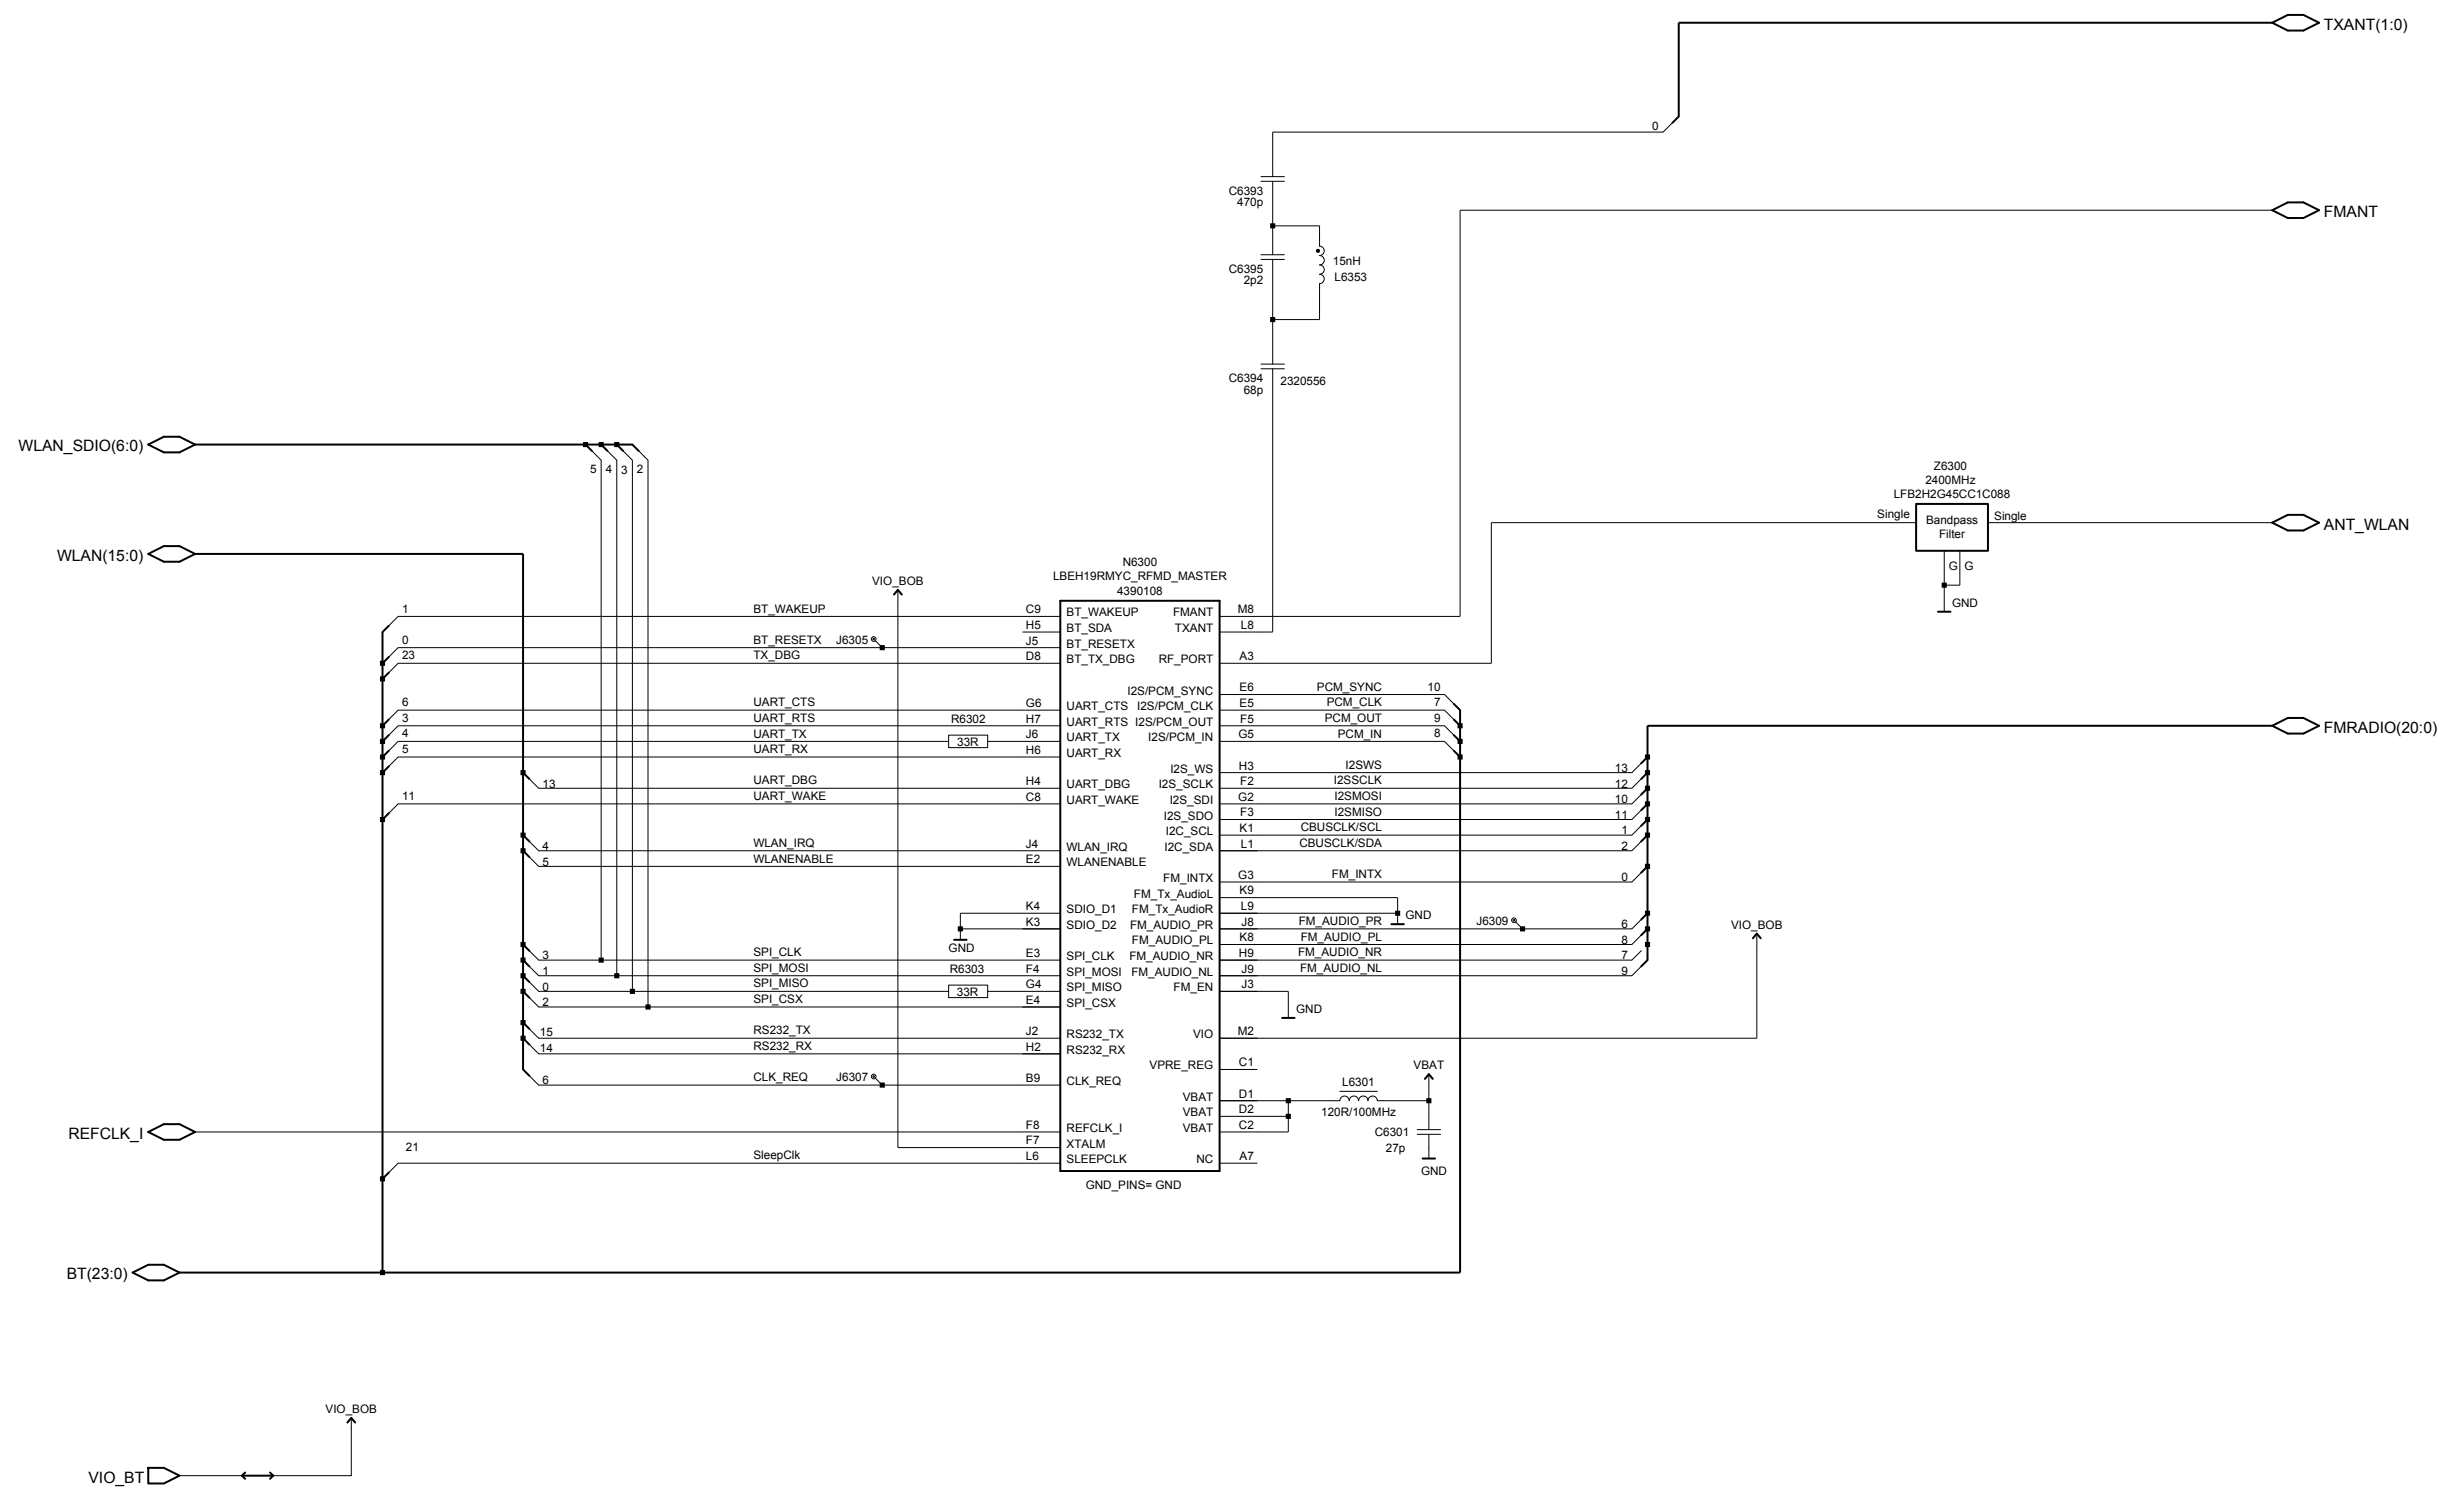 TXANT(1:0)
0
C6393
470p
FMANT
C6395
2p2
15nH
L6353
C6394
68p
2320556
WLAN_SDIO(6:0)
5 4 3 2
Z6300
2400MHz
LFB2H2G45CC1C088
Single
Bandpass
Filter
Single
ANT_WLAN
G G
GND
WLAN(15:0)
N6300
LBEH19RMYC_RFMD_MASTER
4390108
VIO_BOB
1 BT_WAKEUP C9 BT_WAKEUP FMANT M8
H5 BT_SDA TXANT L8
0 BT_RESETX J6305 J5 BT_RESETX
23 TX_DBG D8 BT_TX_DBG RF_PORT A3
I2S/PCM_SYNC E6 PCM_SYNC 10
6 UART_CTS G6 UART_CTS I2S/PCM_CLK E5 PCM_CLK 7
3 UART_RTS R6302 H7 UART_RTS I2S/PCM_OUT F5 PCM_OUT 9
4 UART_TX 33R J6 UART_TX I2S/PCM_IN G5 PCM_IN 8
5 UART_RX H6 UART_RX
FMRADIO(20:0)
I2S_WS H3 I2SWS 13
13 UART_DBG H4 UART_DBG I2S_SCLK F2 I2SSCLK 12
11 UART_WAKE C8 UART_WAKE I2S_SDI G2 I2SMOSI 10
I2S_SDO F3 I2SMISO 11
I2C_SCL K1 CBUSCLK/SCL 1
4 WLAN_IRQ J4 WLAN_IRQ I2C_SDA L1 CBUSCLK/SDA 2
5 WLANENABLE E2 WLANENABLE
FM_INTX G3 FM_INTX 0
FM_Tx_AudioL K9
K4 SDIO_D1 FM_Tx_AudioR L9 GND
K3 SDIO_D2 FM_AUDIO_PR J8 FM_AUDIO_PR J6309 6
VIO_BOB
GND
FM_AUDIO_PL K8 FM_AUDIO_PL 8
3 SPI_CLK E3 SPI_CLK FM_AUDIO_NR H9 FM_AUDIO_NR 7
1 SPI_MOSI R6303 F4 SPI_MOSI FM_AUDIO_NL J9 FM_AUDIO_NL 9
0 SPI_MISO 33R G4 SPI_MISO FM_EN J3
2 SPI_CSX E4 SPI_CSX
GND
15 RS232_TX J2 RS232_TX VIO M2
14 RS232_RX H2 RS232_RX
VPRE_REG C1
VBAT
6 CLK_REQ J6307 B9 CLK_REQ
L6301
VBAT D1
VBAT D2
120R/100MHz
VBAT C2
C6301
27p
GND
REFCLK_I F8 REFCLK_I
F7 XTALM
21 SleepClk L6 SLEEPCLK NC A7
GND_PINS= GND
BT(23:0)
VIO_BOB
VIO_BT